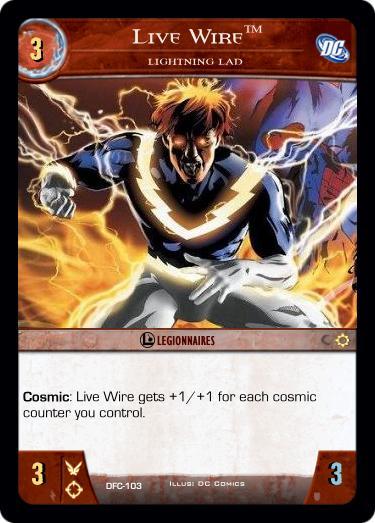 3
LIVE WIRE™
LIGHTNING LAD
DC
L LEGIONNAIRES
Cosmic: Live Wire gets +1/+1 for each cosmic
counter you control.
3
DFC-103
ILLUS: DC COMICS
3